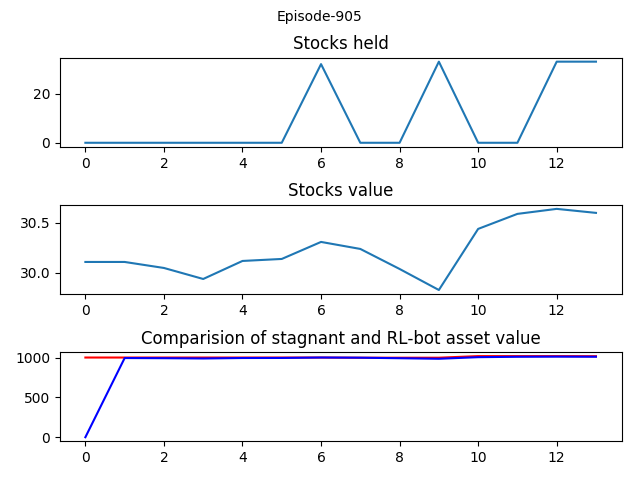 Episode-905
Stocks held
20
0
0 2 4 6 8 10 12
Stocks value
30.5
30.0
0 2 4 6 8 10 12
Comparision of stagnant and RL-bot asset value
1000
500
0
0 2 4 6 8 10 12